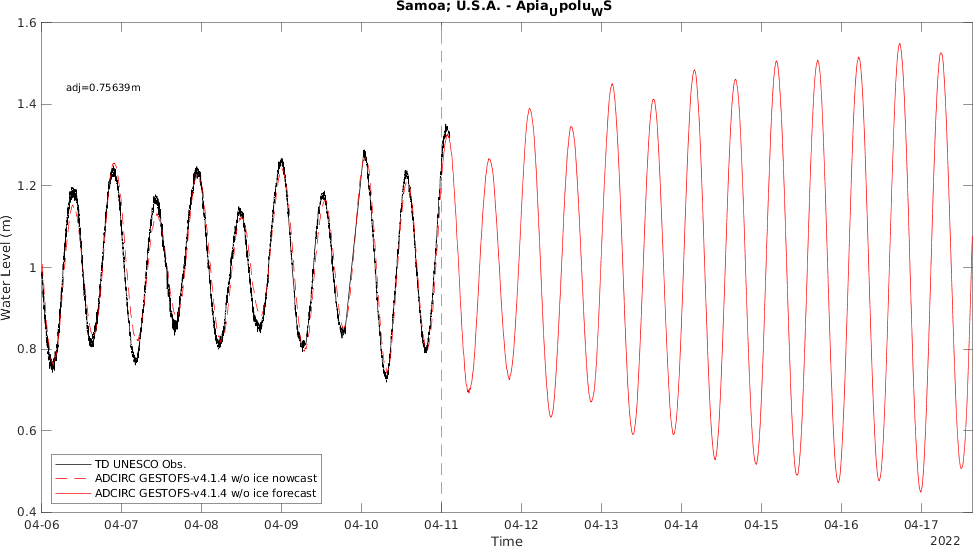 Samoa; U.S.A. - Apia_Upolu_WS
1.6
adj=0.75639m
1.4
1.2
1
0.8
0.6
0.4
Water Level (m)
TD UNESCO Obs.
ADCIRC GESTOFS-v4.1.4 w/o ice nowcast
ADCIRC GESTOFS-v4.1.4 w/o ice forecast
04-06 04-07 04-08 04-09 04-10 04-11 04-12 04-13 04-14 04-15 04-16 04-17
Time
2022